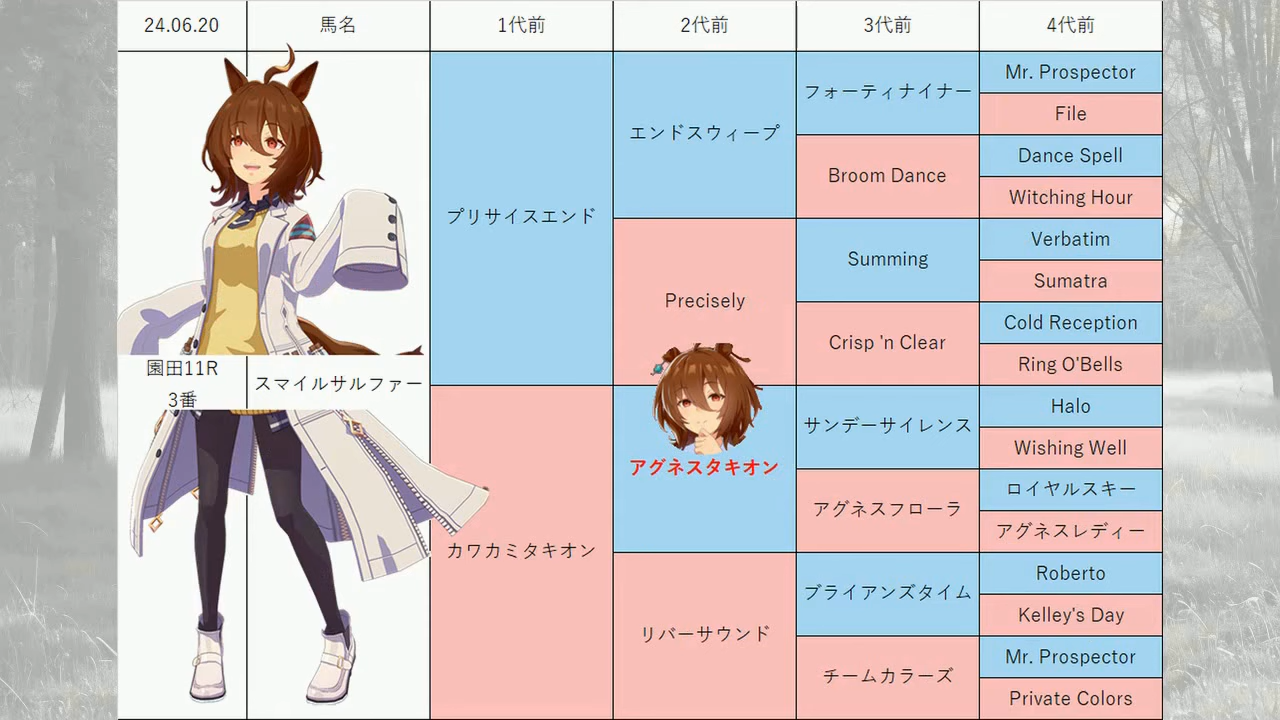 24.06.20
馬名
1代前
2代前
3代前
4代前
園田11R
3番
スマイルサルファー
プリサイスエンド
カワカミタキオン
エンドスウィープ
Precisely
アグネスタキオン
リバーサウンド
フォーティナイナー
Broom Dance
Summing
Crisp 'n Clear
サンデーサイレンス
アグネスフローラ
ブライアンズタイム
チームカラーズ
Mr. Prospector
File
Dance Spell
Witching Hour
Verbatim
Sumatra
Cold Reception
Ring O'Bells
Halo
Wishing Well
ロイヤルスキー
アグネスレディー
Roberto
Kelley's Day
Mr. Prospector
Private Colors